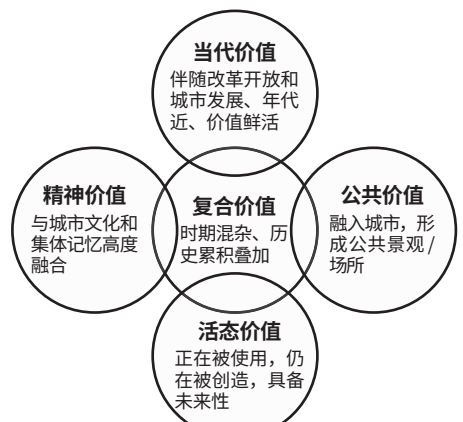 当代价值
伴随改革开放和
城市发展、年代
近、价值鲜活
精神价值
与城市文化和
集体记忆高度
融合
复合价值
时期混杂、历
史累积叠加
公共价值
融入城市，形
成公共景观/
场所
活态价值
正在被使用，仍
在被创造，具备
未来性